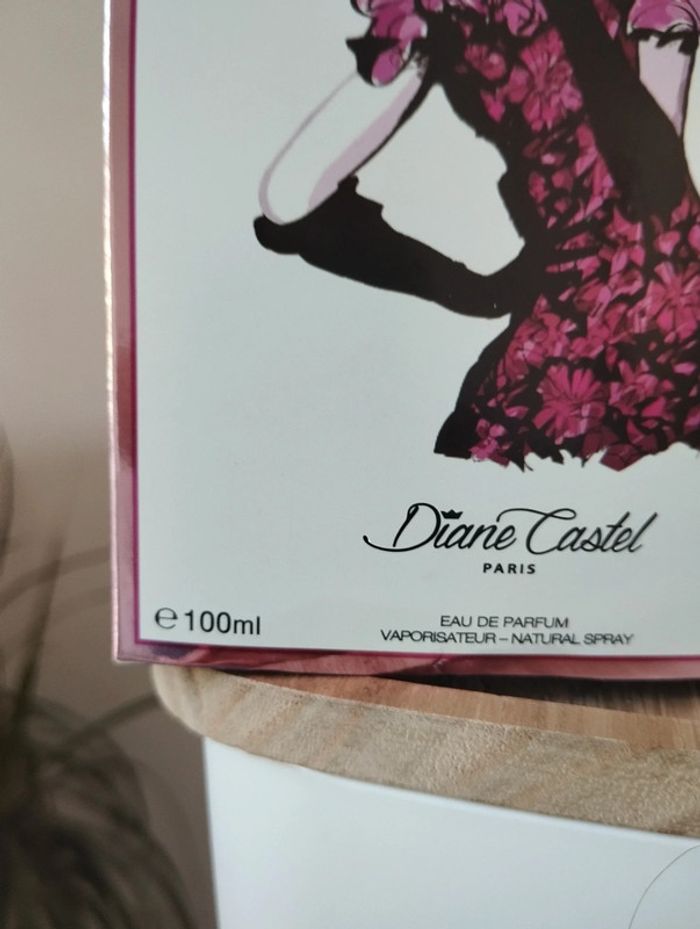 Diane Castel
PARIS
℮100ml
EAU DE PARFUM
VAPORISATEUR – NATURAL SPRAY